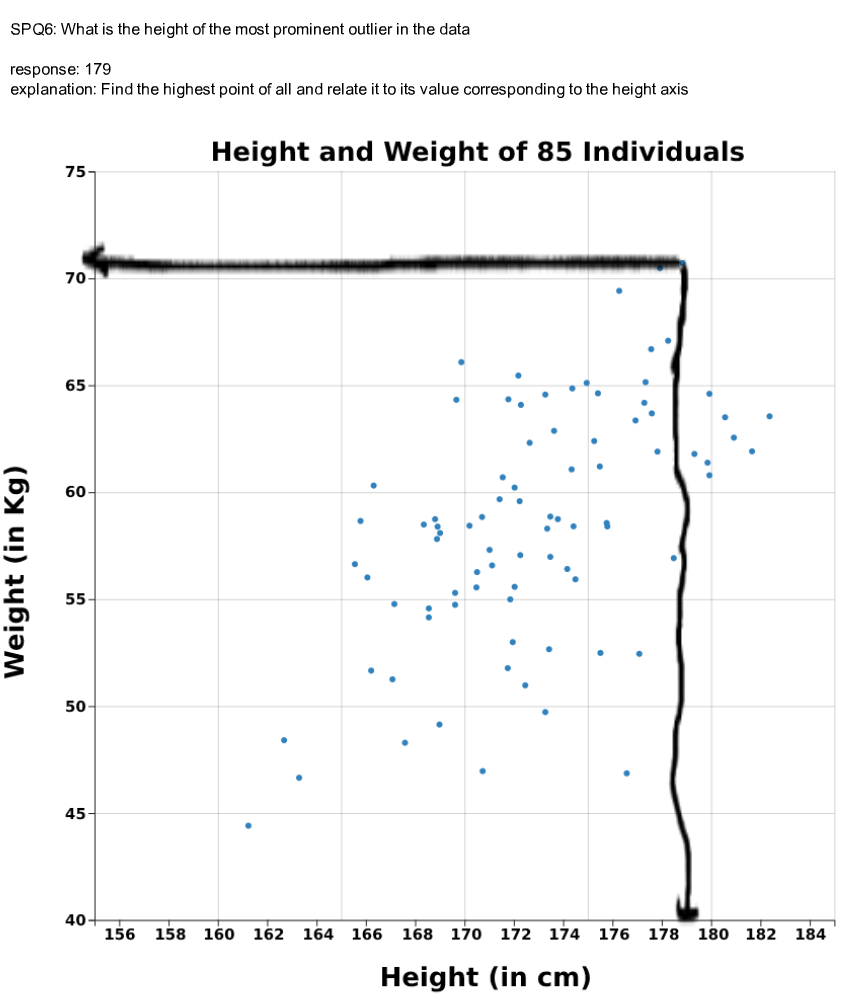 SPQ6: What is the height of the most prominent outlier in the data
response: 179
explanation: Find the highest point of all and relate it to its value corresponding to the height axis
Height and Weight of 85 Individuals
75
70
65
60
55
50
45
40
Weight (in Kg)
156 158 160 162 164 166 168 170 172 174 176 178 180 182 184
Height (in cm)